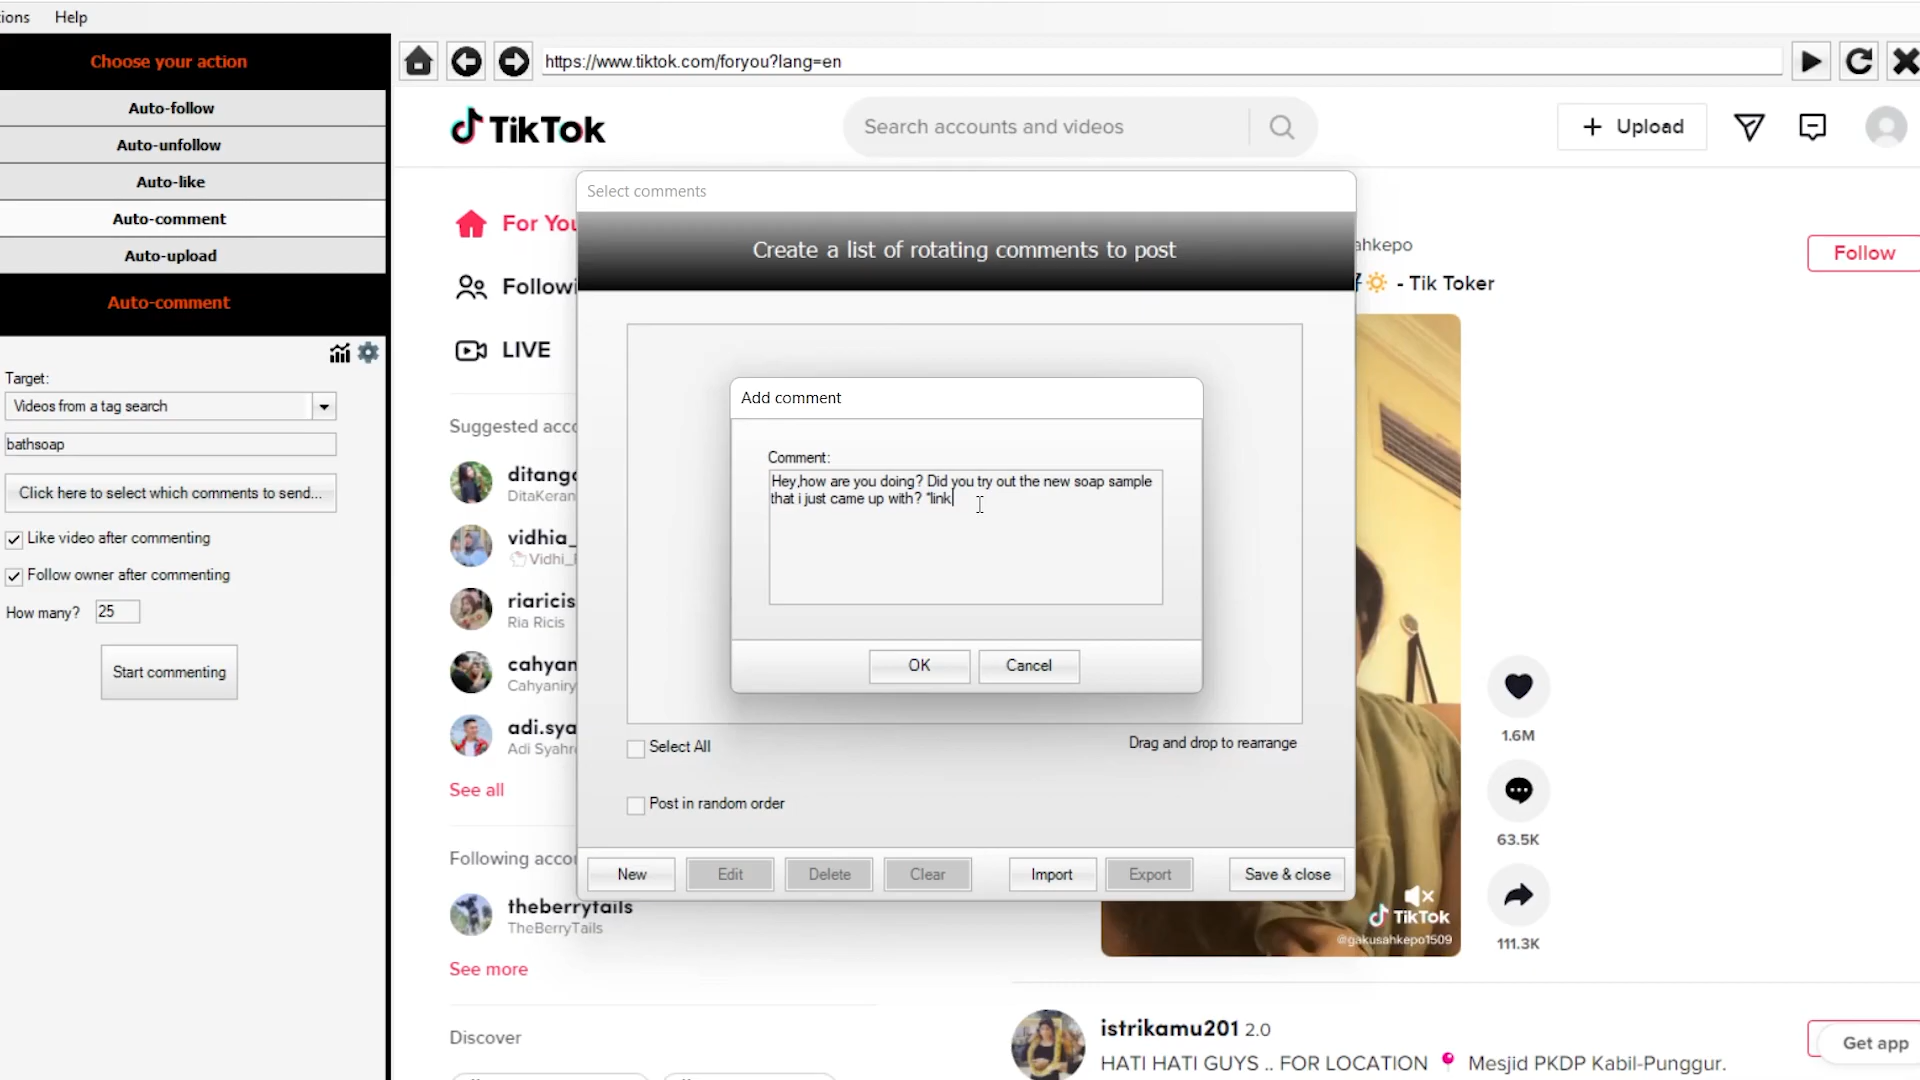 ions Help
Choose your action
Auto-follow
Auto-unfollow
Auto-like
Auto-comment
Auto-upload
Auto-comment
Target:
Videos from a tag search
bathsoap
Click here to select which comments to send...
Like video after commenting
Follow owner after commenting
How many? 25
Start commenting
https://www.tiktok.com/foryou?lang=en
TikTok
Search accounts and videos
+ Upload
For You
Followi
LIVE
Suggested acco
ditanga
DitaKeran
vidhia_
Vidhi_
riaricis
Ria Ricis
cahyan
Cahyaniry
adi.sya
Adi Syahr
See all
Following accou
theberrytails
TheBerryTails
See more
Discover
Select comments
Create a list of rotating comments to post
Add comment
Comment:
Hey,how are you doing? Did you try out the new soap sample
that i just came up with? *link
OK Cancel
Select All
Drag and drop to rearrange
Post in random order
New Edit Delete Clear Import Export Save & close
ahkepo
- Tik Toker
Follow
1.6M
63.5K
111.3K
TikTok
@gakusahkepo1509
istrikamu201 2.0
HATI HATI GUYS .. FOR LOCATION 📍 Mesjid PKDP Kabil-Punggur.
Get app